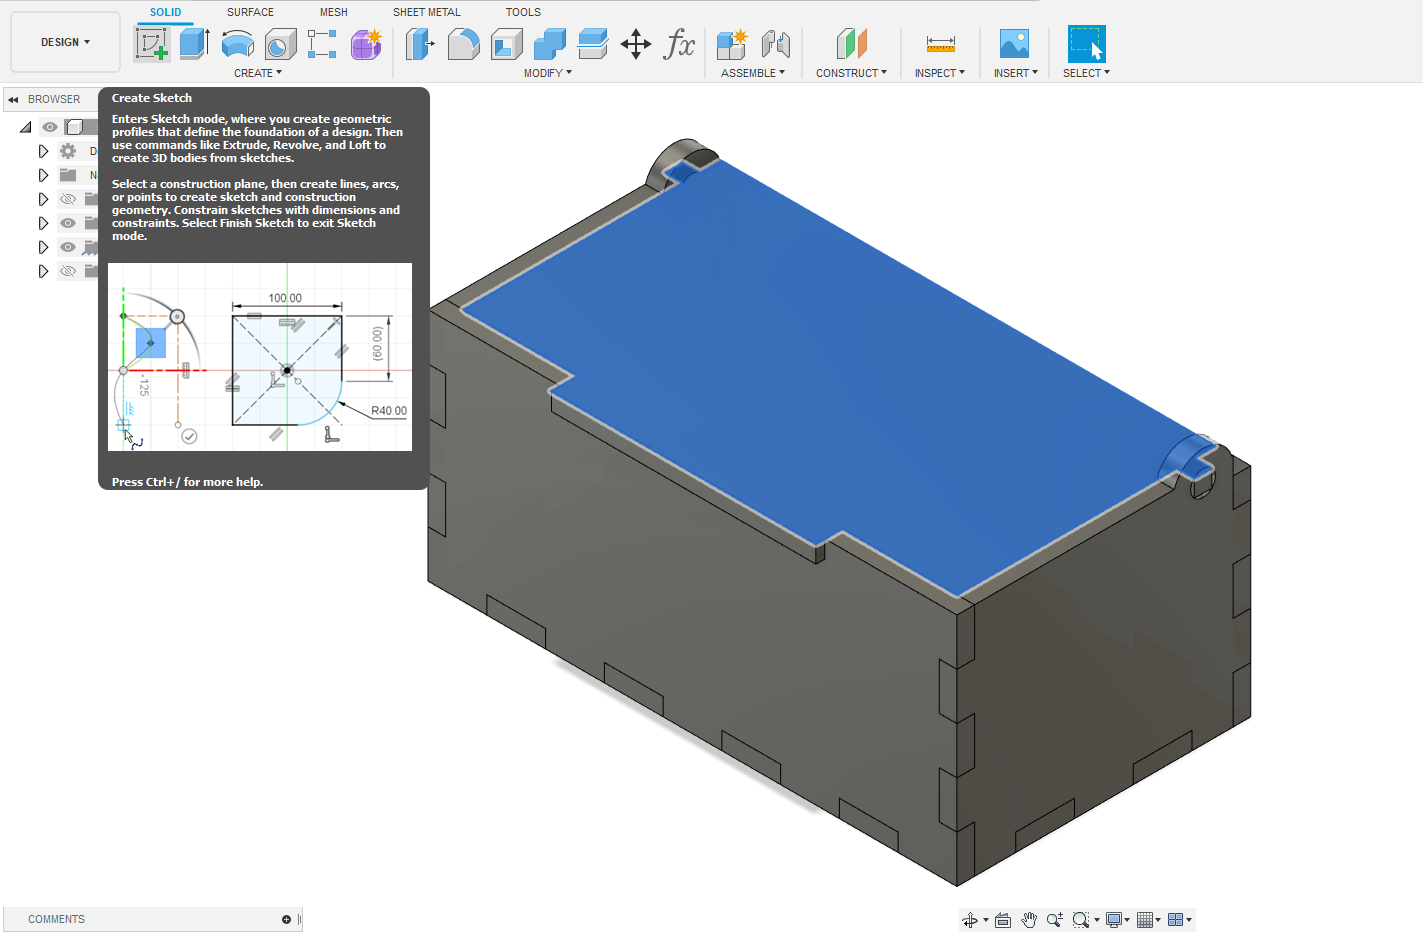 SOLID SURFACE MESH SHEET METAL TOOLS
DESIGN
fx
CREATE MODIFY ASSEMBLE CONSTRUCT INSPECT INSERT SELECT
BROWSER
D
N
Create Sketch
Enters Sketch mode, where you create geometric
profiles that define the foundation of a design. Then
use commands like Extrude, Revolve, and Loft to
create 3D bodies from sketches.
Select a construction plane, then create lines, arcs,
or points to create sketch and construction
geometry. Constrain sketches with dimensions and
constraints. Select Finish Sketch to exit Sketch
mode.
100.00
(80.00)
-125
R40.00
Press Ctrl+/ for more help.
COMMENTS